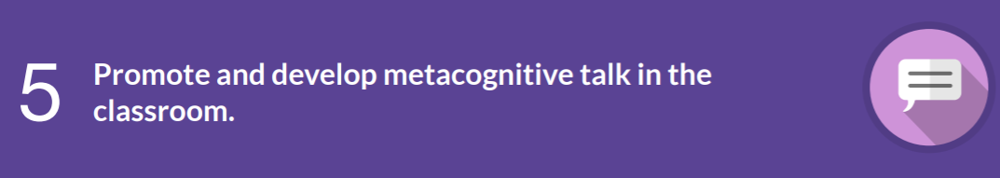 5
Promote and develop metacognitive talk in the
classroom.